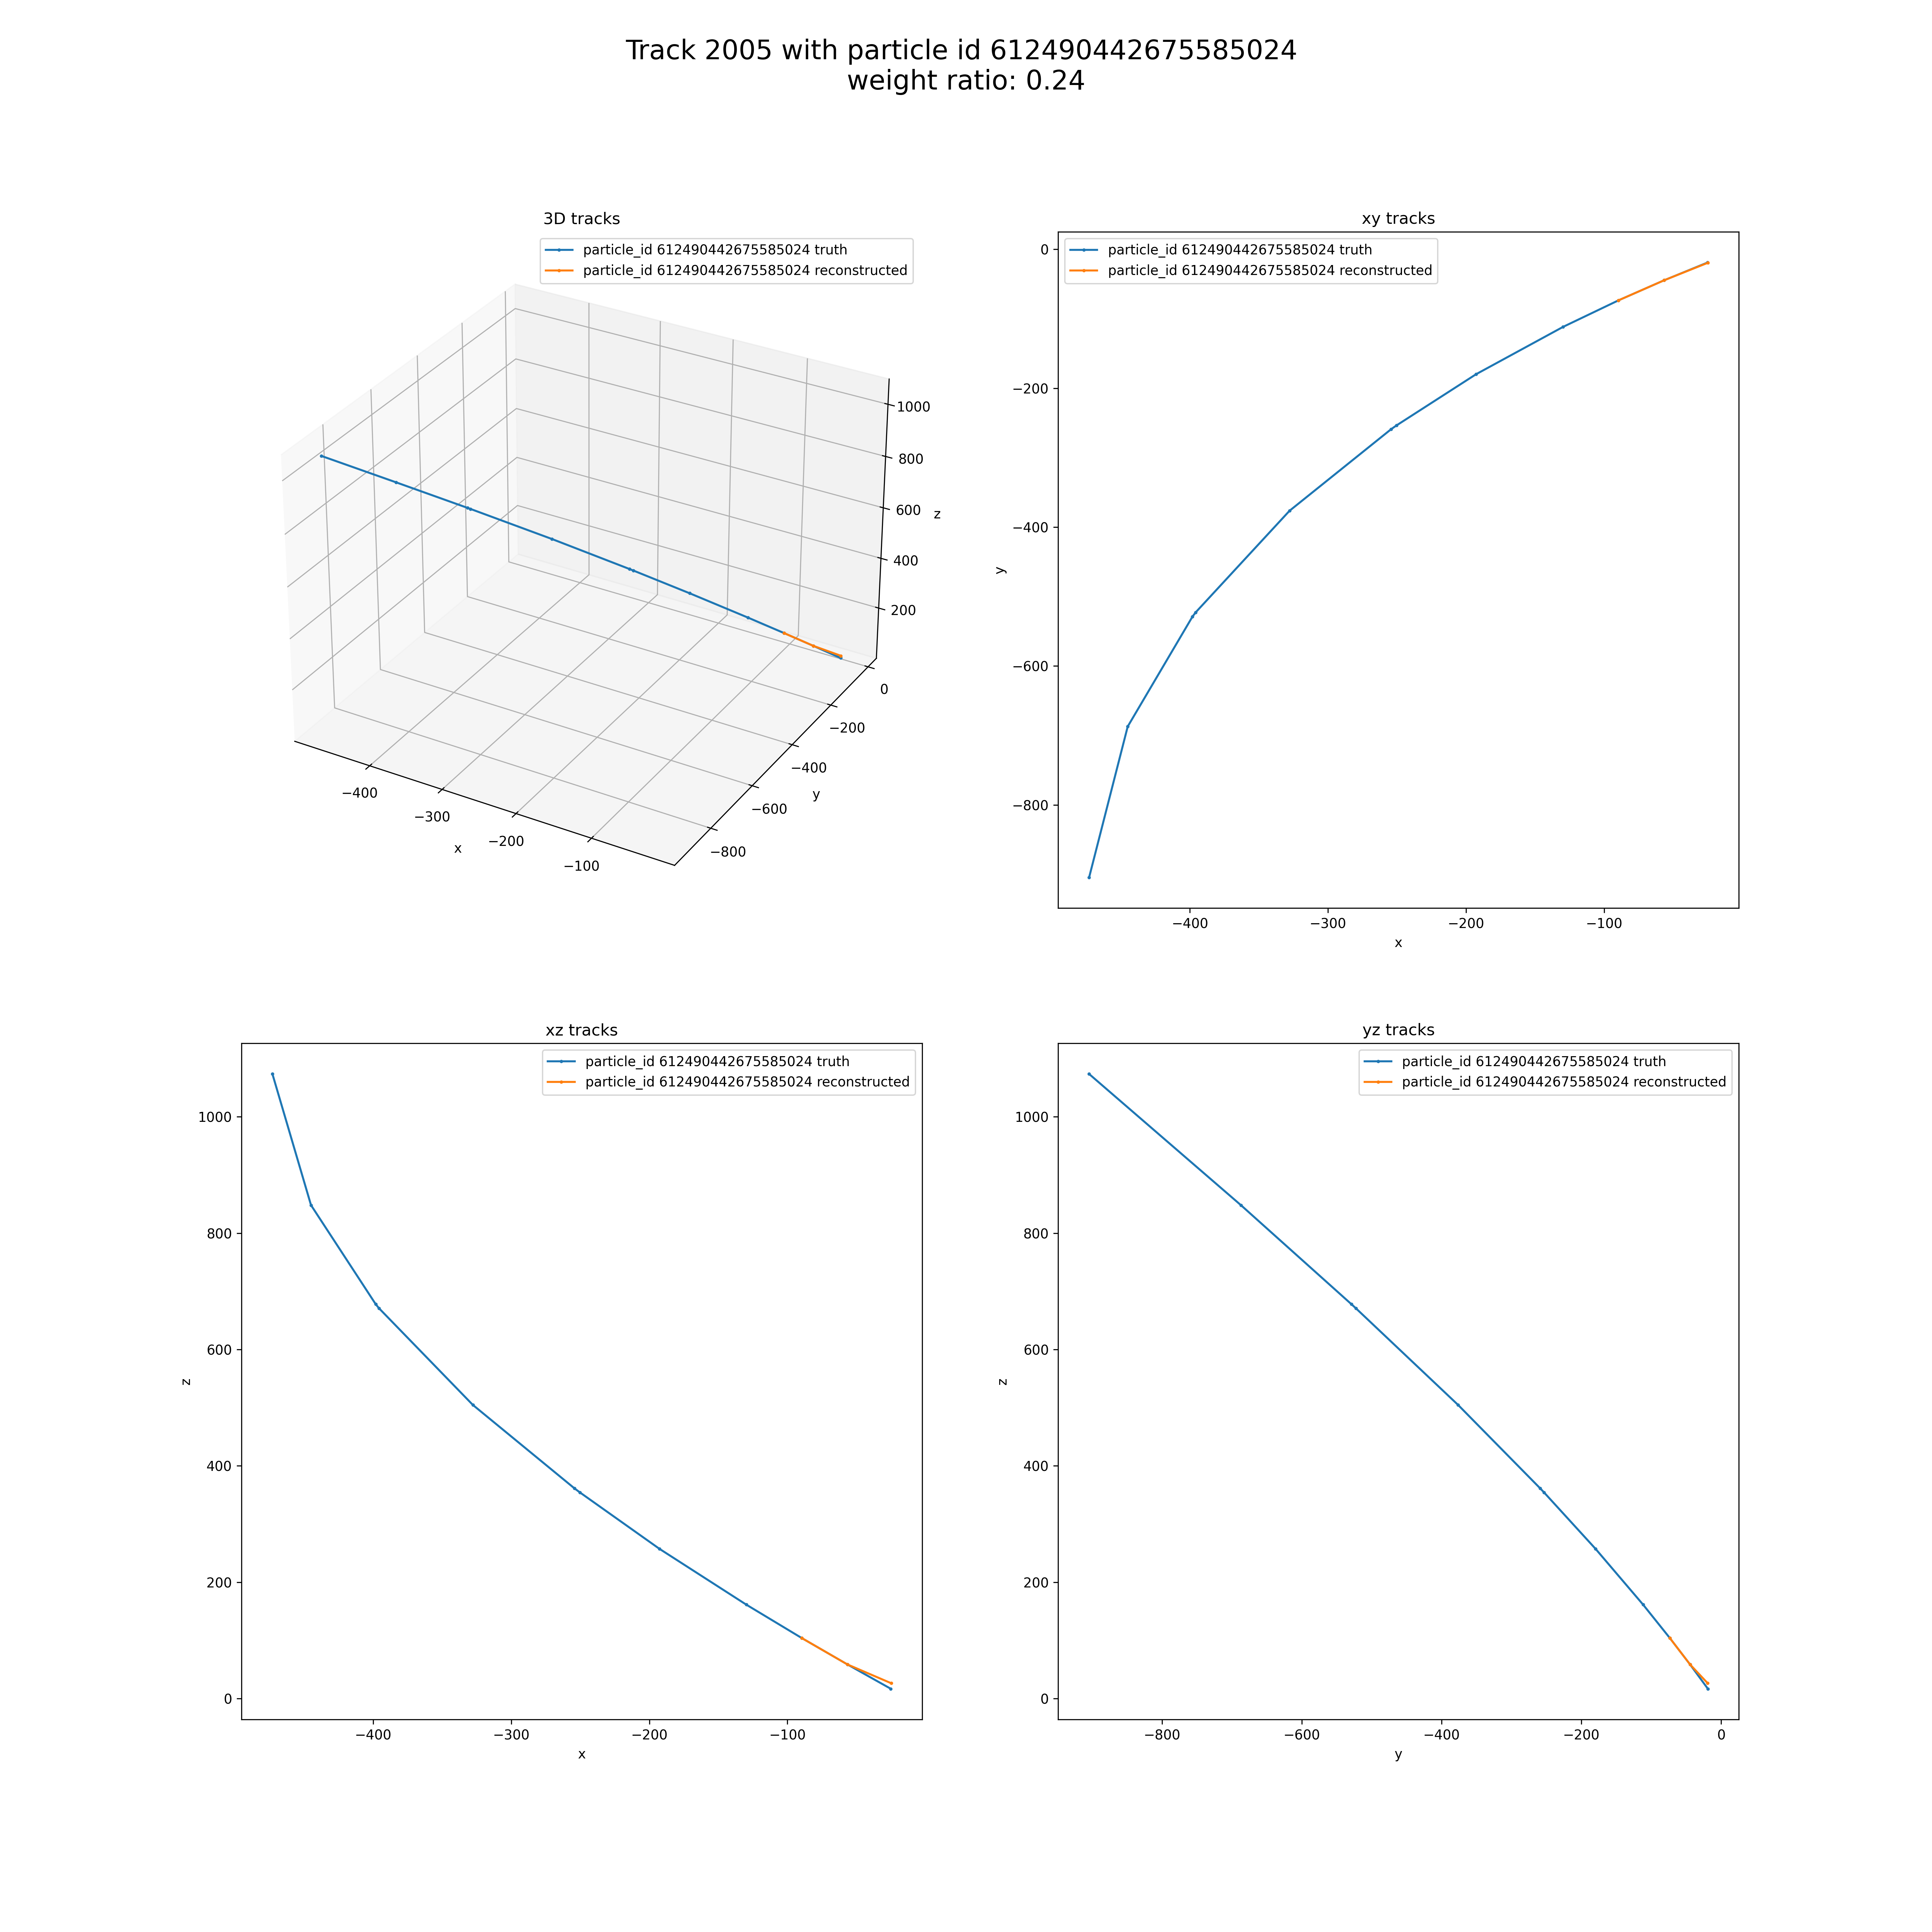 Track 2005 with particle id 612490442675585024
weight ratio: 0.24
3D tracks
particle_id 612490442675585024 truth
particle_id 612490442675585024 reconstructed
1000
800
600
400
200
z
0
−200
−400
−600
−800
y
−400
−300
−200
−100
x
xy tracks
particle_id 612490442675585024 truth
particle_id 612490442675585024 reconstructed
0
−200
−400
−600
−800
y
−400
−300
−200
−100
x
xz tracks
particle_id 612490442675585024 truth
particle_id 612490442675585024 reconstructed
1000
800
600
400
200
0
z
−400
−300
−200
−100
x
yz tracks
particle_id 612490442675585024 truth
particle_id 612490442675585024 reconstructed
1000
800
600
400
200
0
z
−800
−600
−400
−200
0
y